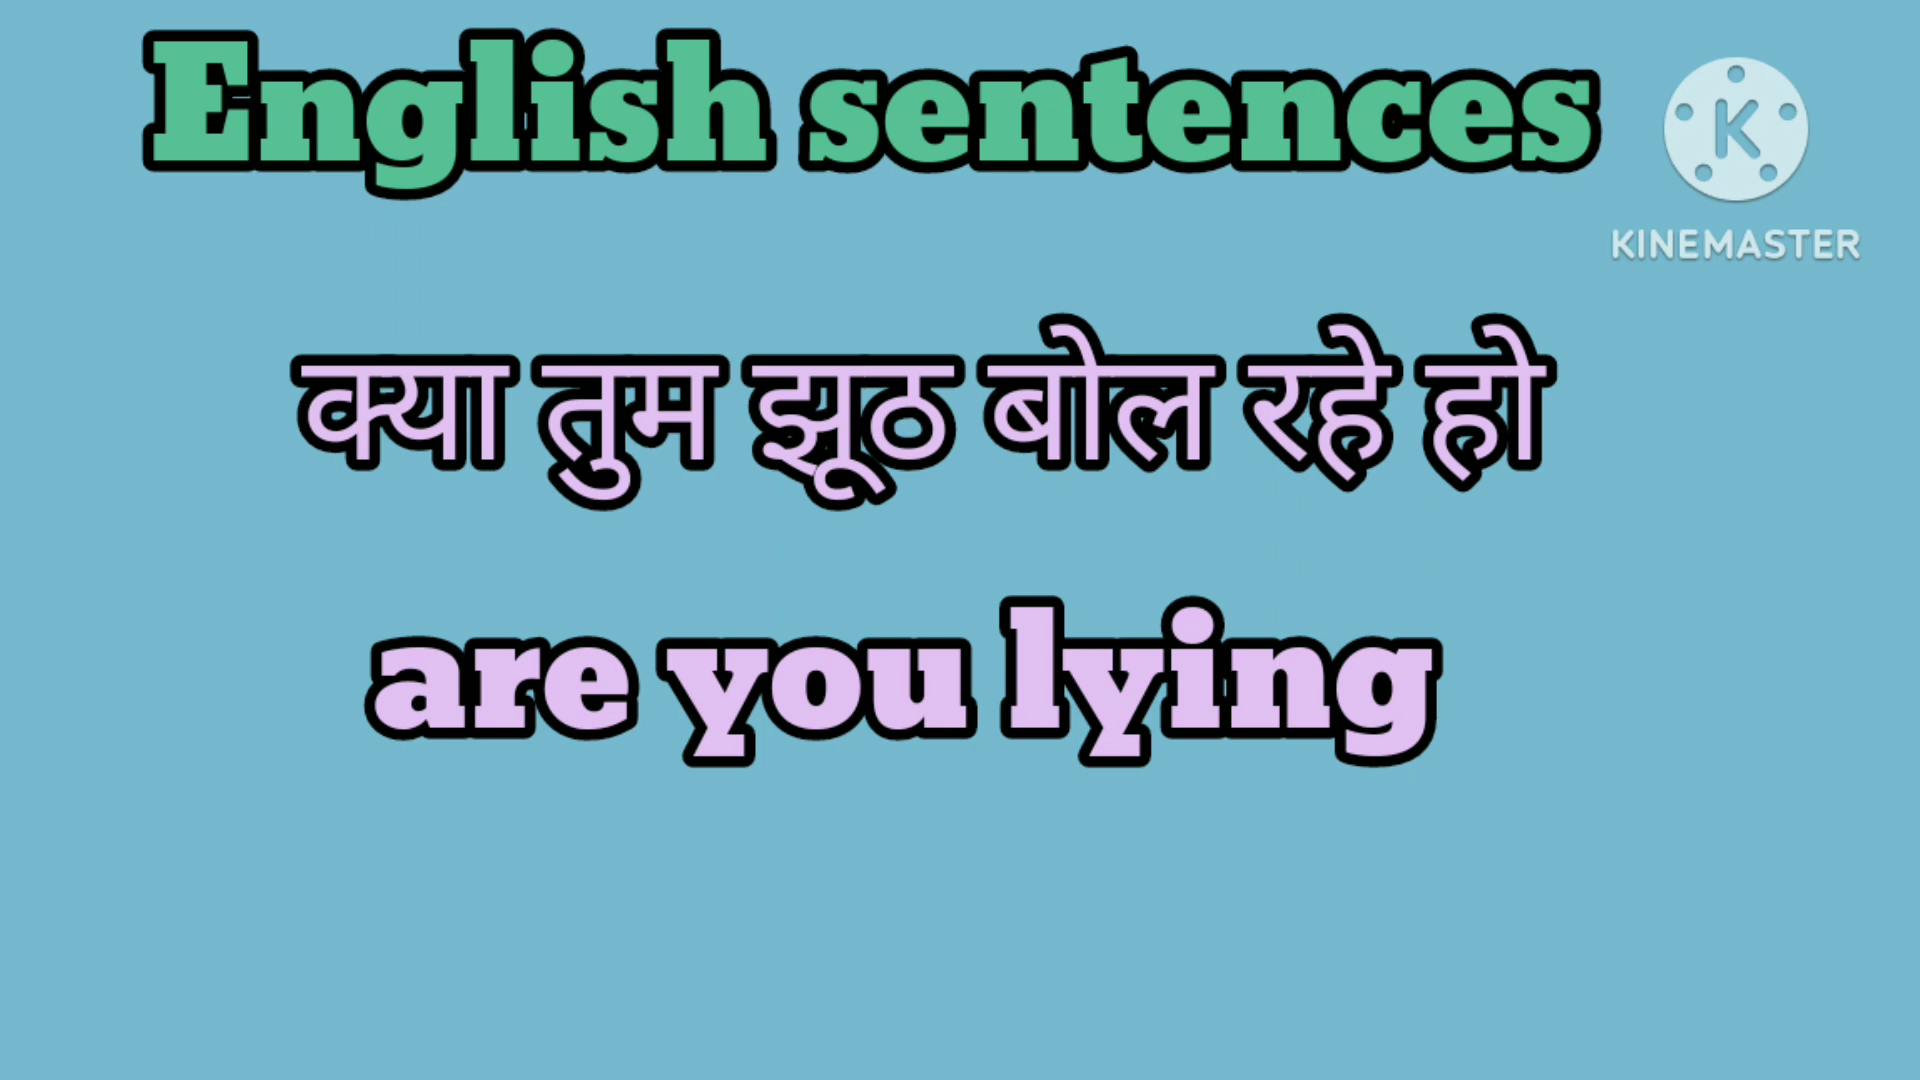 English sentences
K
KINEMASTER
क्या तुम झूठ बोल रहे हो
are you lying